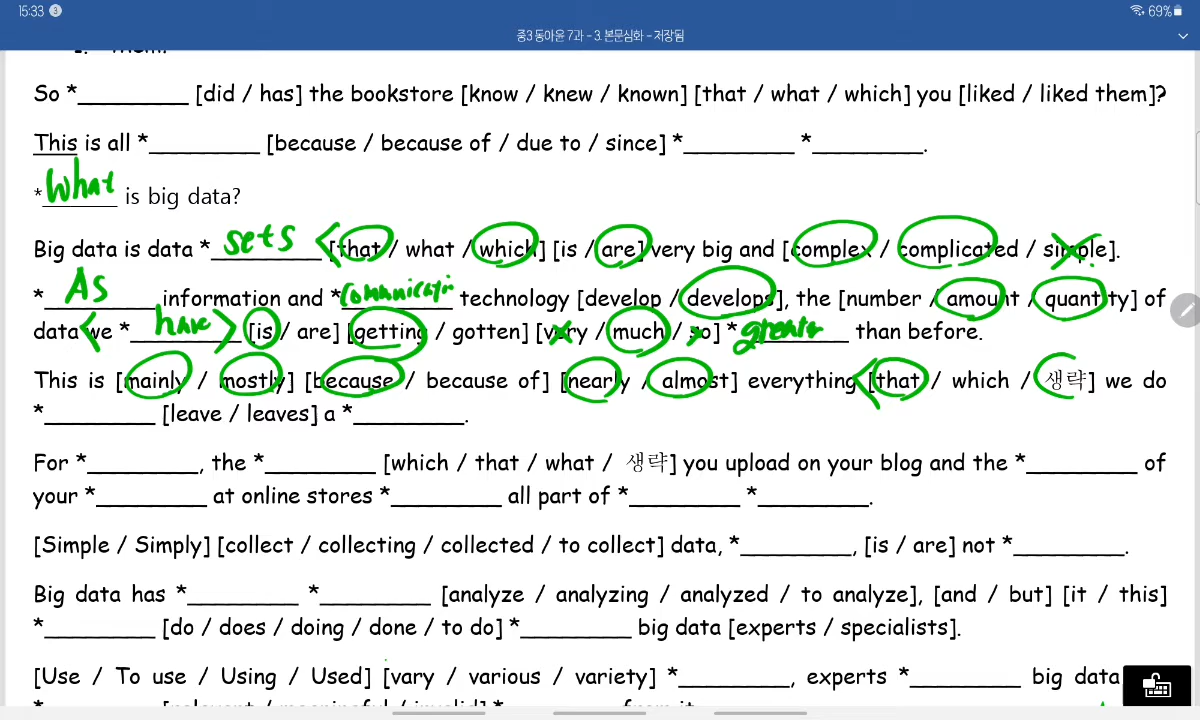 15:33 3 69%
중3 동아윤 7과 - 3. 본문심화 - 저장됨
So *________ [did / has] the bookstore [know / knew / known] [that / what / which] you [liked / liked them]?
This is all *________ [because / because of / due to / since] *________ *________.
*What is big data?
Big data is data * sets [that / what / which] [is / are] very big and [complex / complicated / simple].
* As information and * technology [develop / develops], the [number / amount / quantity] of
data we * have [is / are] [getting / gotten] [very / much / so] * greater than before.
This is [mainly / mostly] [because / because of] [nearly / almost] everything [that / which / 생략] we do
*________ [leave / leaves] a *________.
For *________, the *________ [which / that / what / 생략] you upload on your blog and the *________ of
your *________ at online stores *________ all part of *________ *________.
[Simple / Simply] [collect / collecting / collected / to collect] data, *________, [is / are] not *________.
Big data has *________ *________ [analyze / analyzing / analyzed / to analyze], [and / but] [it / this]
*________ [do / does / doing / done / to do] *________ big data [experts / specialists].
[Use / To use / Using / Used] [vary / various / variety] *________, experts *________ big data